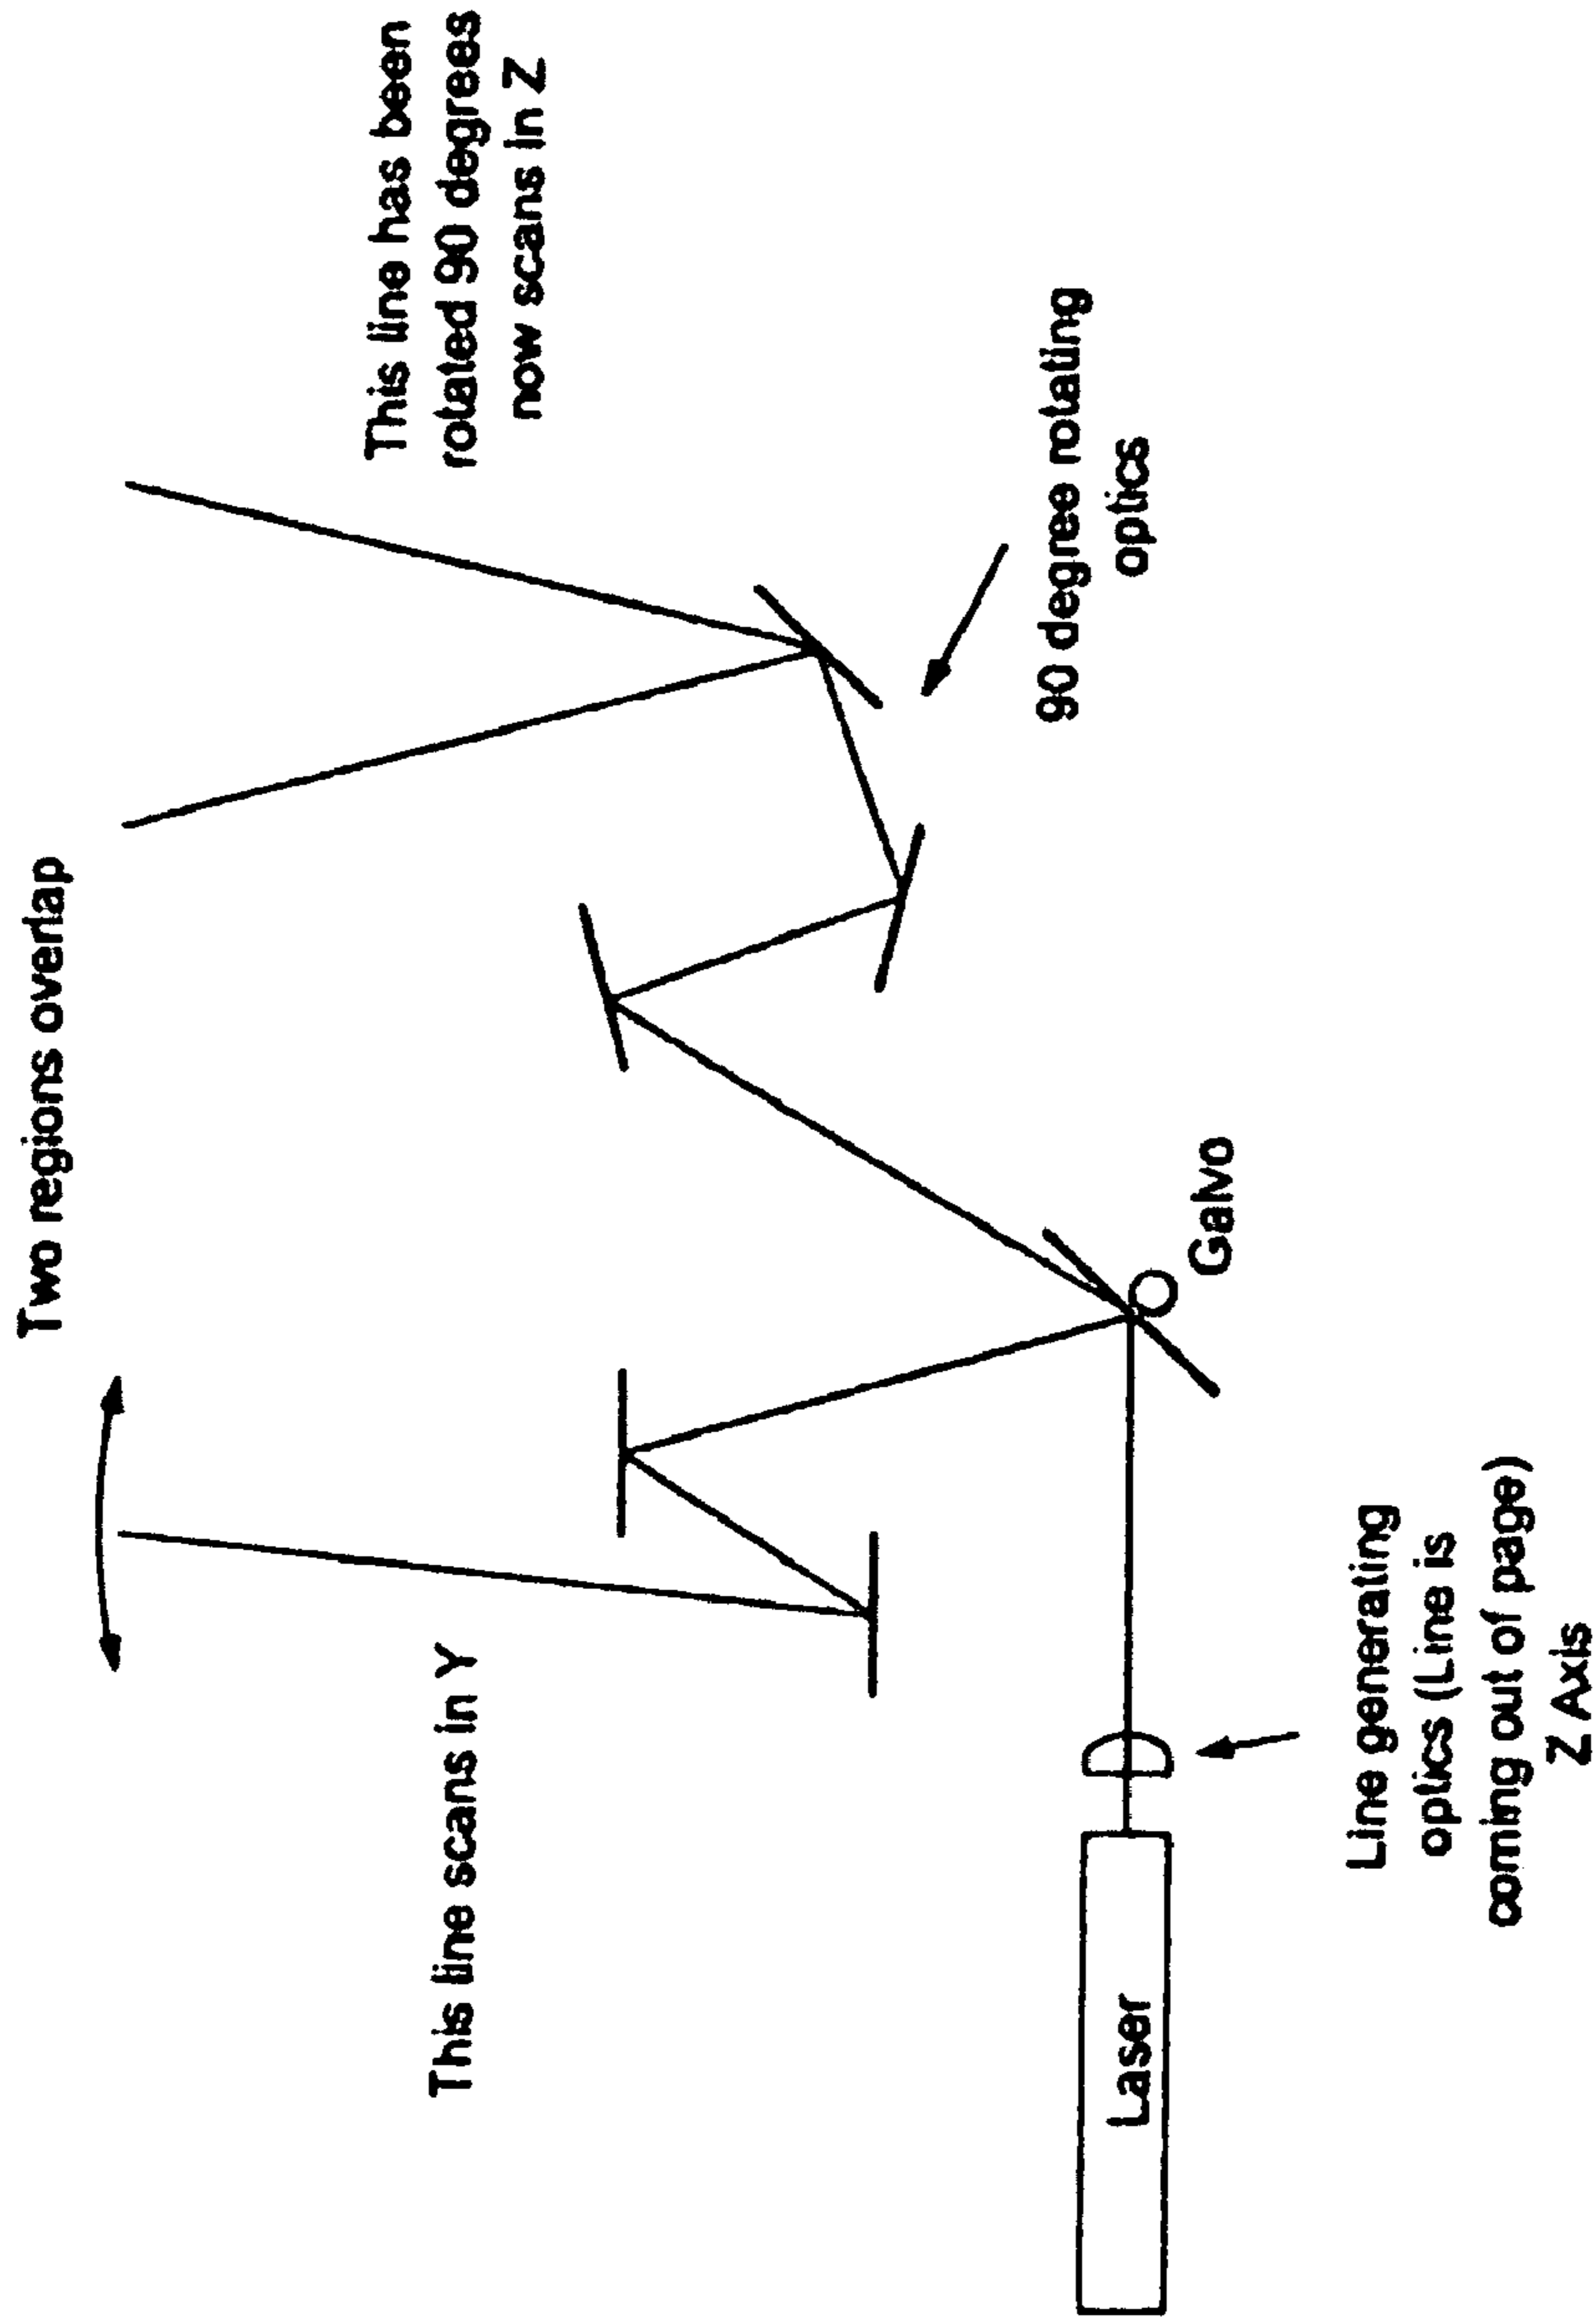 Two regions overlap
This line has been
rotated 90 degrees
now scans in Z
This line scans in Y
90 degree rotating
optics
Galvo
Laser
Line generating
optics (Line is
coming out of page)
Z Axis